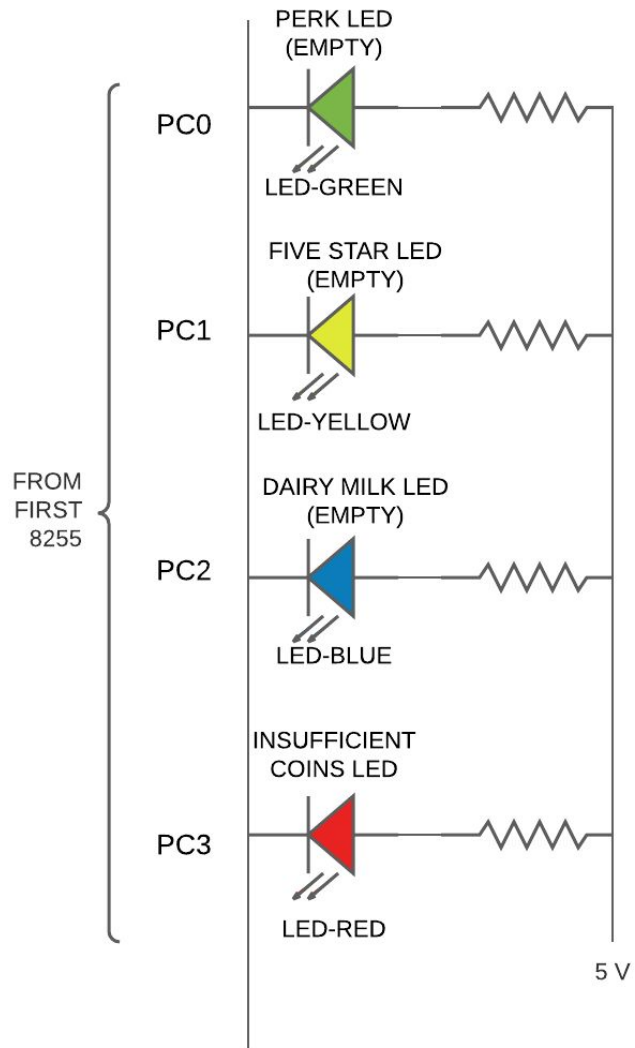 PERK LED
(EMPTY)
PC0
LED-GREEN
FIVE STAR LED
(EMPTY)
PC1
LED-YELLOW
FROM
FIRST
8255
DAIRY MILK LED
(EMPTY)
PC2
LED-BLUE
INSUFFICIENT
COINS LED
PC3
LED-RED
5 V